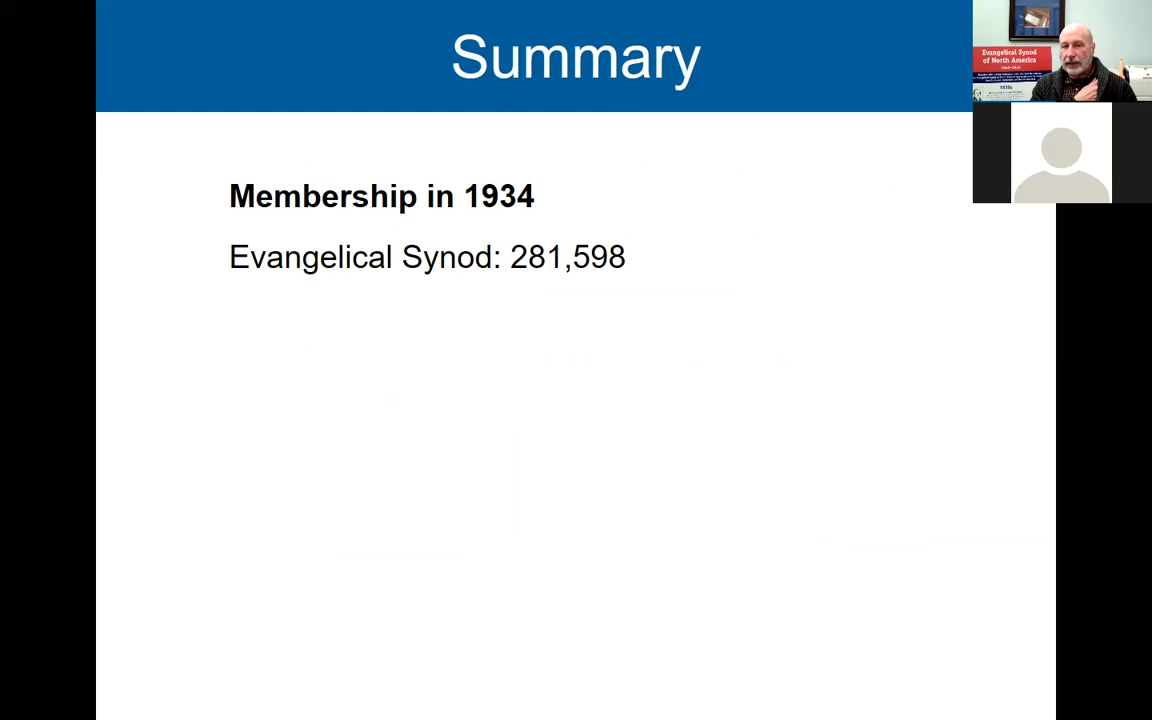 Summary
Membership in 1934
Evangelical Synod: 281,598
Evangelical Synod
of North America